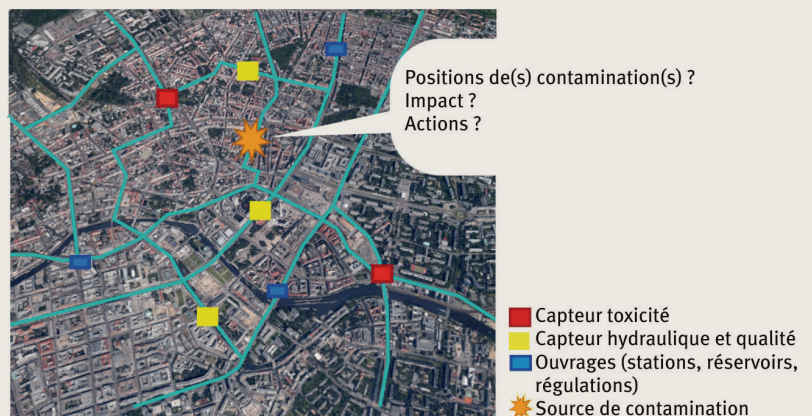 Positions de(s) contamination(s) ?
Impact ?
Actions ?
Capteur toxicité
Capteur hydraulique et qualité
Ouvrages (stations, réservoirs,
régulations)
Source de contamination